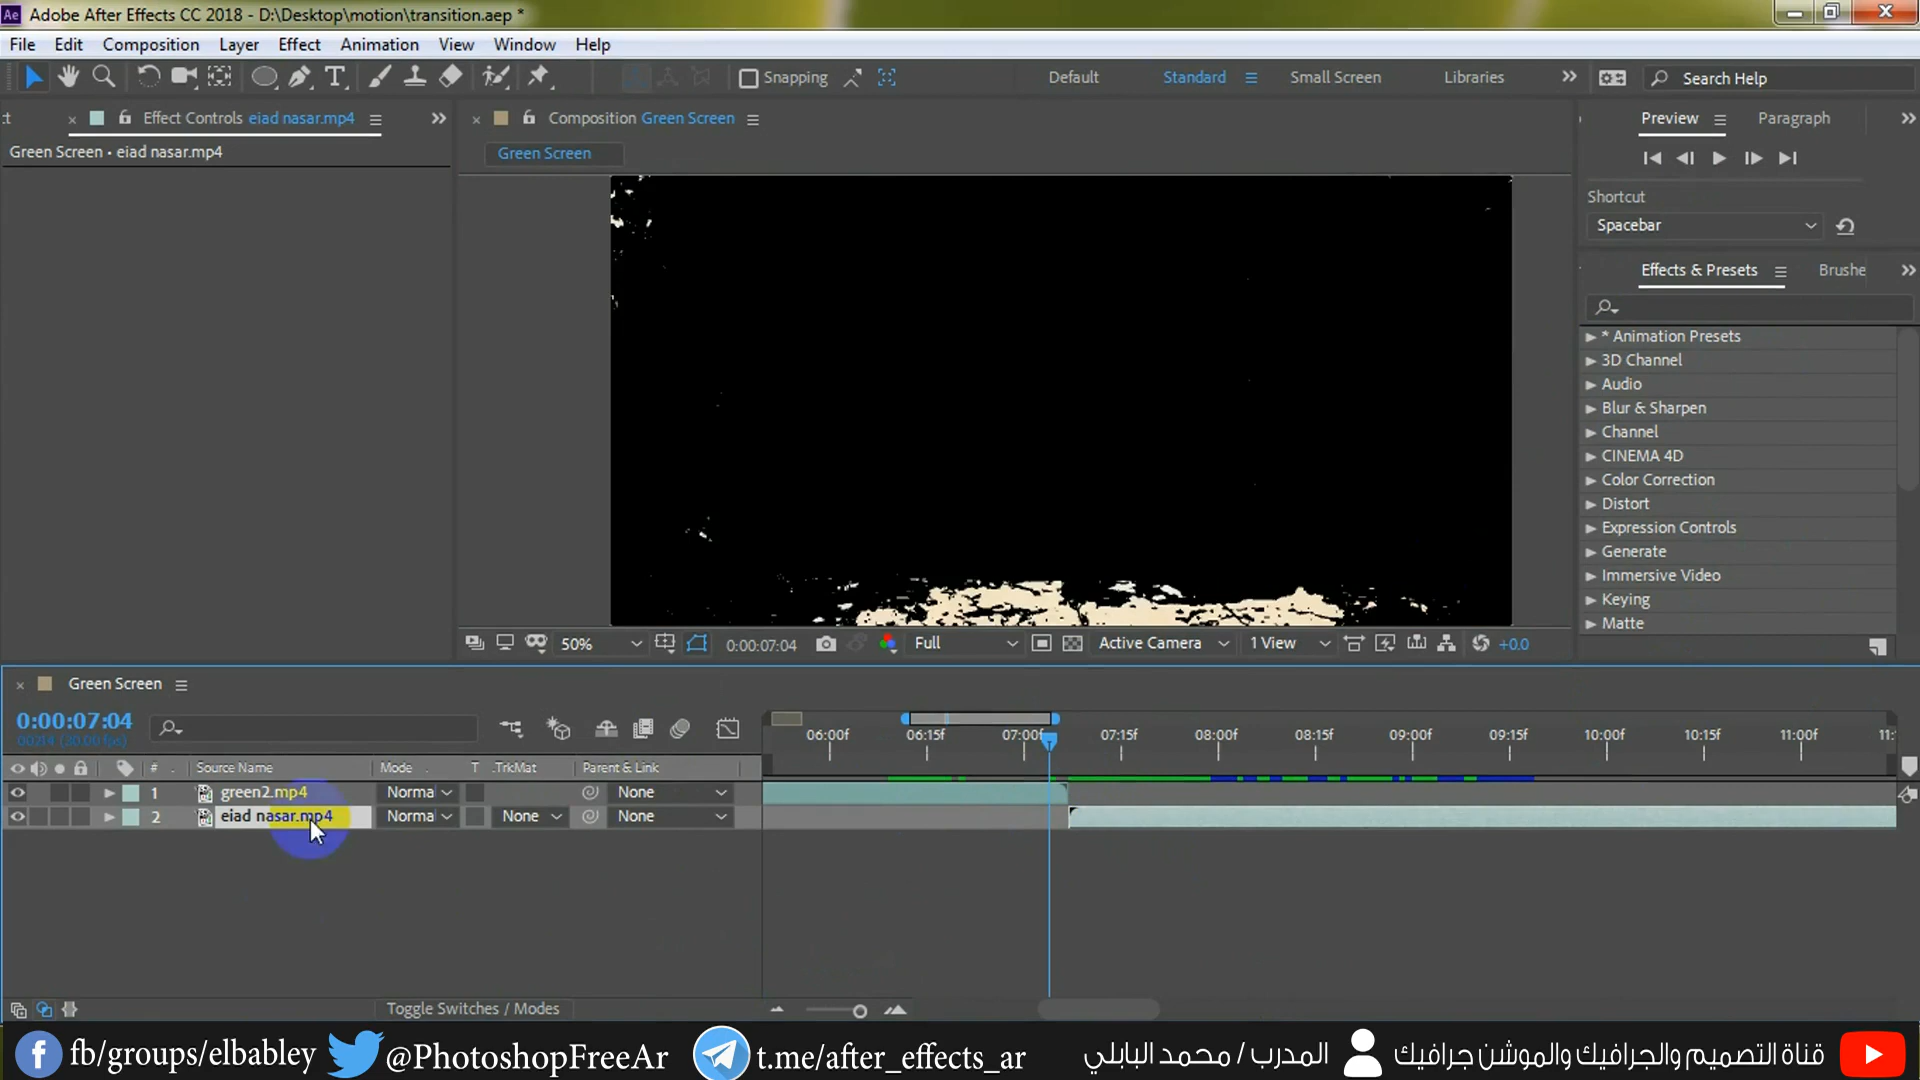 Adobe After Effects CC 2018 - D:\Desktop\motion\transition.aep *
File Edit Composition Layer Effect Animation View Window Help
Snapping Default Standard Small Screen Libraries Search Help
Effect Controls eiad nasar.mp4
Composition Green Screen
Preview Paragraph
Green Screen • eiad nasar.mp4
Green Screen
Shortcut
Spacebar
Effects & Presets Brushe
* Animation Presets
3D Channel
Audio
Blur & Sharpen
Channel
CINEMA 4D
Color Correction
Distort
Expression Controls
Generate
Immersive Video
Keying
Matte
50% 0:00:07:04 Full Active Camera 1 View +0.0
Green Screen
0:00:07:04
06:00f 06:15f 07:00f 07:15f 08:00f 08:15f 09:00f 09:15f 10:00f 10:15f 11:00f 11:
# Source Name Mode T .TrkMat Parent & Link
1 green2.mp4 Norma None
2 eiad nasar.mp4 Norma None None
Toggle Switches / Modes
fb/groups/elbabley @PhotoshopFreeAr t.me/after_effects_ar المدرب / محمد البابلي قناة التصميم والجرافيك والموشن جرافيك